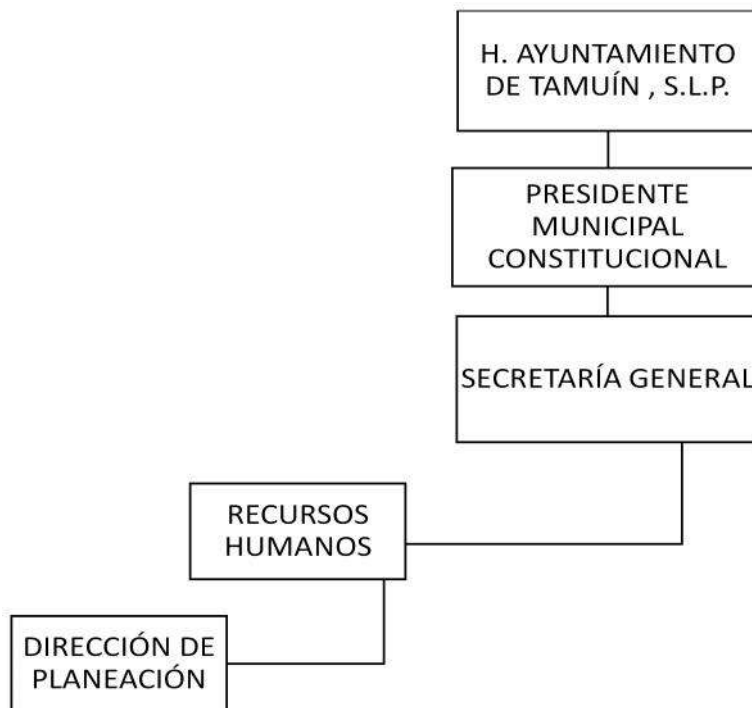 H. AYUNTAMIENTO
DE TAMUÍN , S.L.P.
PRESIDENTE
MUNICIPAL
CONSTITUCIONAL
SECRETARÍA GENERAL
RECURSOS
HUMANOS
DIRECCIÓN DE
PLANEACIÓN